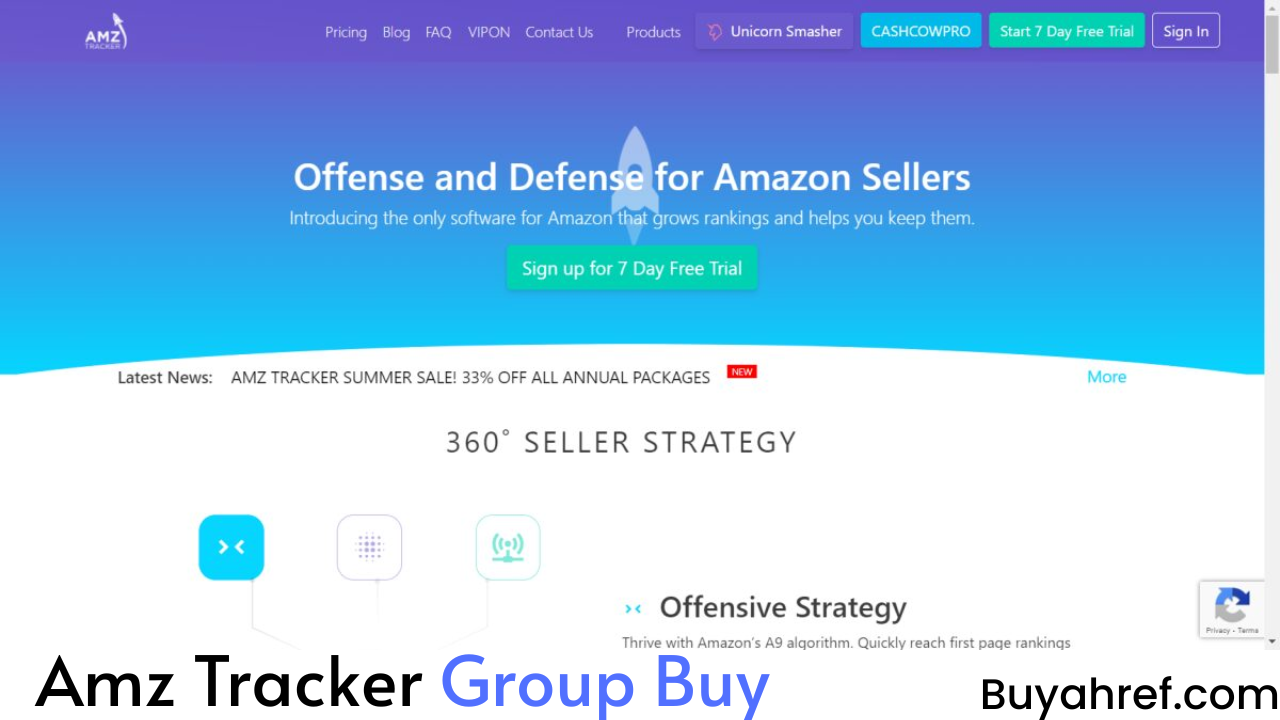 AMZ
TRACKER
Pricing Blog FAQ VIPON Contact Us Products Unicorn Smasher CASHCOWPRO Start 7 Day Free Trial Sign In
Offense and Defense for Amazon Sellers
Introducing the only software for Amazon that grows rankings and helps you keep them.
Sign up for 7 Day Free Trial
Latest News: AMZ TRACKER SUMMER SALE! 33% OFF ALL ANNUAL PACKAGES NEW More
360° SELLER STRATEGY
Offensive Strategy
Thrive with Amazon's A9 algorithm. Quickly reach first page rankings
Privacy - Terms
Amz Tracker Group Buy
Buyahref.com